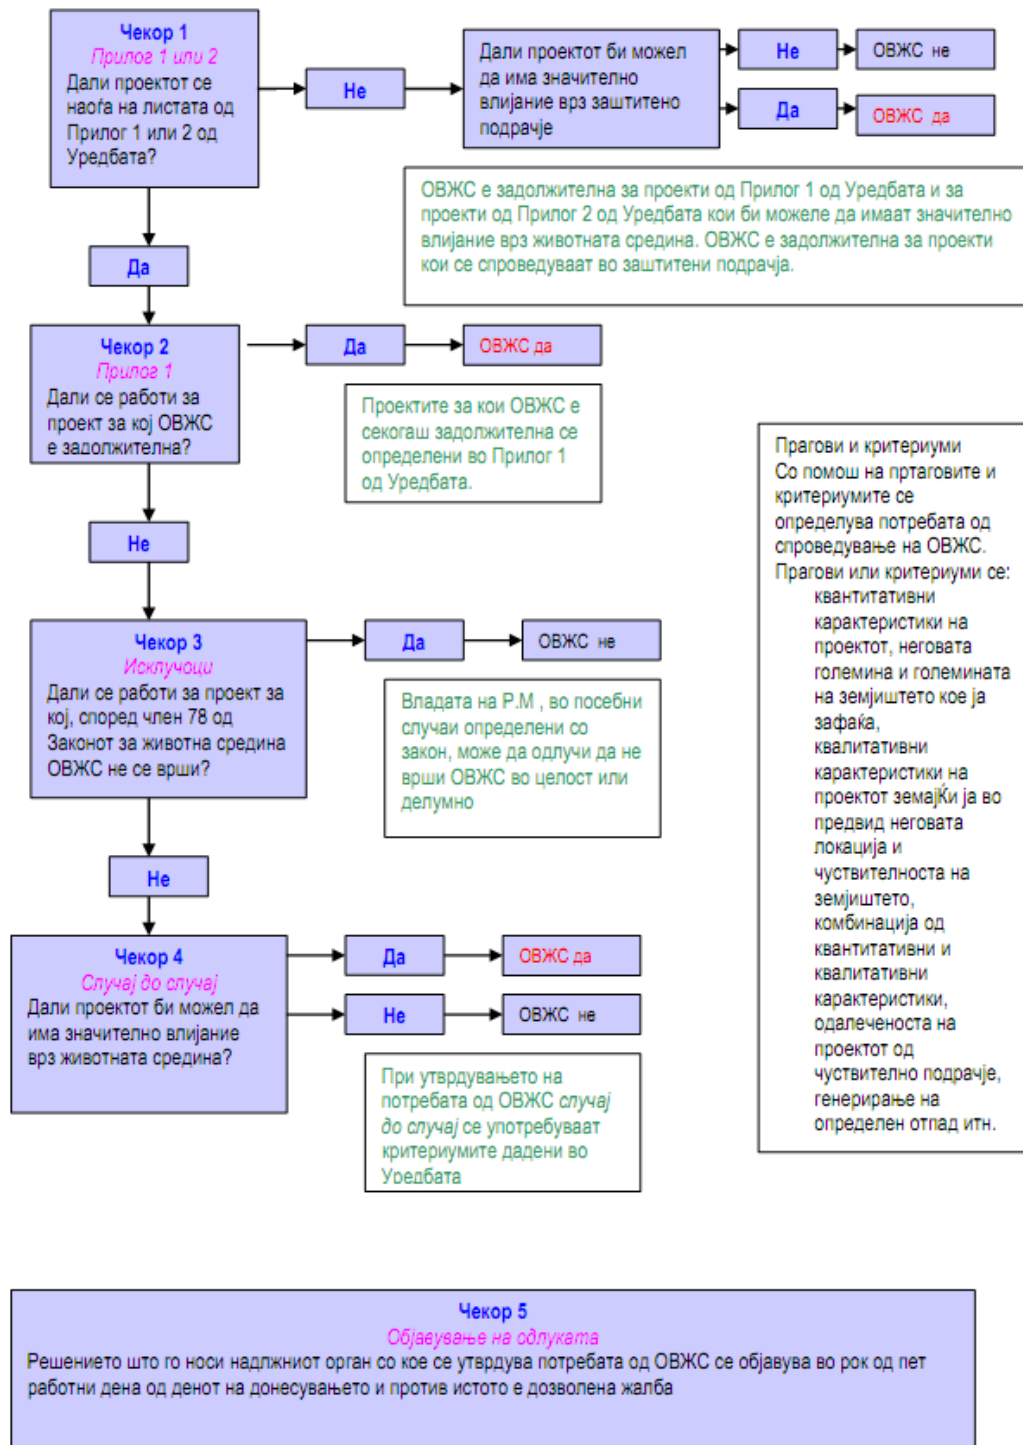 Чекор 1
Прилог 1 или 2
Дали проектот се
наоѓа на листата од
Прилог 1 или 2 од
Уредбата?
Не
Дали проектот би можел
да има значително
влијание врз заштитено
подрачје
Не
ОВЖС не
Да
ОВЖС да
ОВЖС е задолжителна за проекти од Прилог 1 од Уредбата и за
проекти од Прилог 2 од Уредбата кои би можеле да имаат значително
влијание врз животната средина. ОВЖС е задолжителна за проекти
кои се спроведуваат во заштитени подрачја.
Да
Чекор 2
Прилог 1
Дали се работи за
проект за кој ОВЖС
е задолжителна?
Да
ОВЖС да
Проектите за кои ОВЖС е
секогаш задолжителна се
определени во Прилог 1
од Уредбата.
Прагови и критериуми
Со помош на пртаговите и
критериумите се
определува потребата од
спроведување на ОВЖС.
Прагови или критериуми се:
квантитативни
карактеристики на
проектот, неговата
големина и големината
на земјиштето кое ја
зафаќа,
квалитативни
карактеристики на
проектот земајЌи ја во
предвид неговата
локација и
чуствителноста на
земјиштето,
комбинација од
квантитативни и
квалитативни
карактеристики,
одалеченоста на
проектот од
чуствително подрачје,
генерирање на
определен отпад итн.
Не
Чекор 3
Исклучоци
Дали се работи за проект за
кој, според член 78 од
Законот за животна средина
ОВЖС не се врши?
Да
ОВЖС не
Владата на Р.М , во посебни
случаи определени со
закон, може да одлучи да не
врши ОВЖС во целост или
делумно
Не
Чекор 4
Случај до случај
Дали проектот би можел да
има значително влијание
врз животната средина?
Да
ОВЖС да
Не
ОВЖС не
При утврдувањето на
потребата од ОВЖС случај
до случај се употребуваат
критериумите дадени во
Уредбата
Чекор 5
Објавување на одлуката
Решението што го носи надлжниот орган со кое се утврдува потребата од ОВЖС се објавува во рок од пет
работни дена од денот на донесувањето и против истото е дозволена жалба